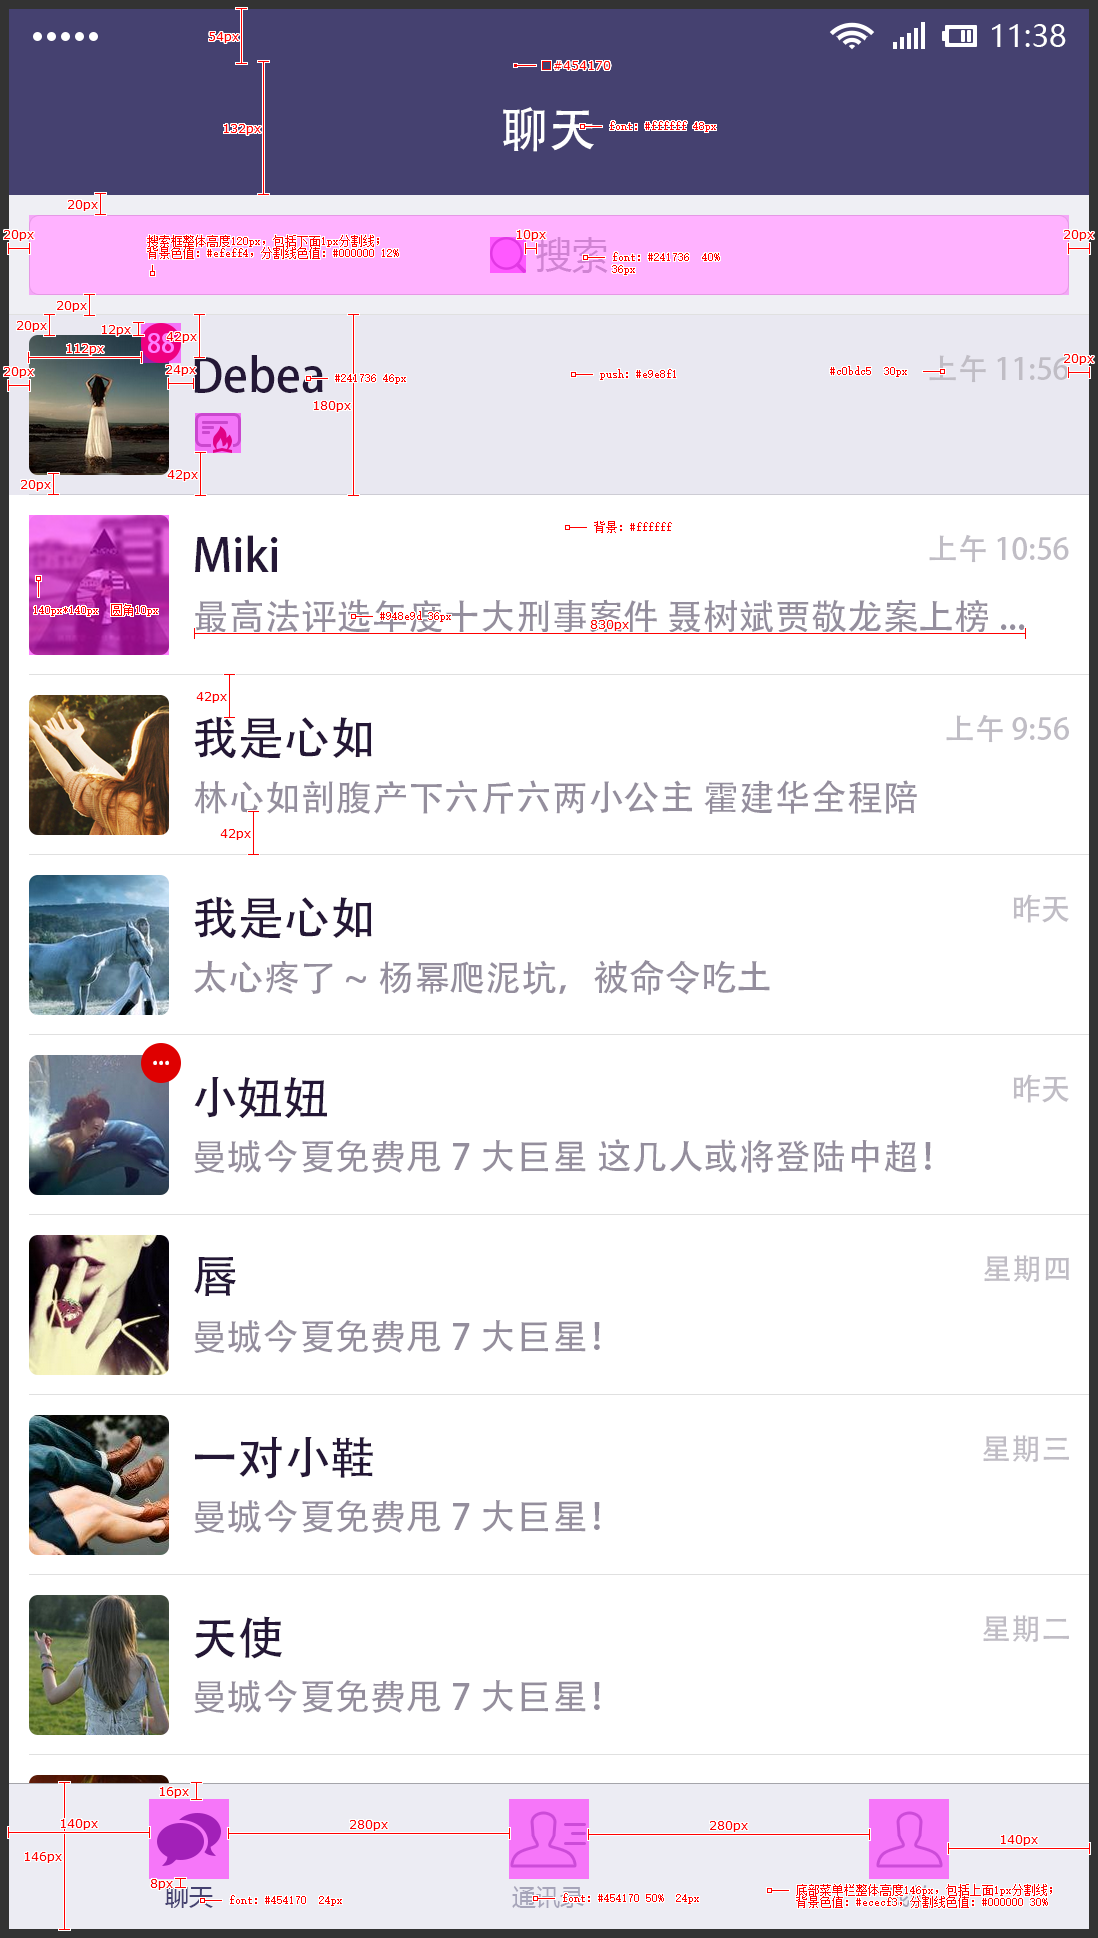 54px
11:38
#454170
132px
聊天
font: #ffffff 48px
20px
20px
搜索框整体高度120px，包括下面1px分割线；
背景色值：#efeff4，分割线色值：#000000 12%
10px
搜索
font: #241736 40%
36px
20px
20px
20px
12px
88
42px
112px
20px
24px
Debea
#241736 46px
push: #e9e8f1
#c0bdc5 30px
上午 11:56
20px
180px
42px
20px
Miki
背景：#ffffff
上午 10:56
140px*140px 圆角10px
最高法评选年度十大刑事案件 聂树斌贾敬龙案上榜 ...
#948e9d 36px
830px
42px
我是心如
上午 9:56
林心如剖腹产下六斤六两小公主 霍建华全程陪
42px
我是心如
昨天
太心疼了 ~ 杨幂爬泥坑，被命令吃土
小妞妞
昨天
曼城今夏免费甩 7 大巨星 这几人或将登陆中超！
唇
星期四
曼城今夏免费甩 7 大巨星！
一对小鞋
星期三
曼城今夏免费甩 7 大巨星！
天使
星期二
曼城今夏免费甩 7 大巨星！
16px
140px
280px
280px
140px
146px
8px
聊天
font: #454170 24px
通讯录
font: #454170 50% 24px
底部菜单栏整体高度146px，包括上面1px分割线；
背景色值：#ececf3，分割线色值：#000000 30%